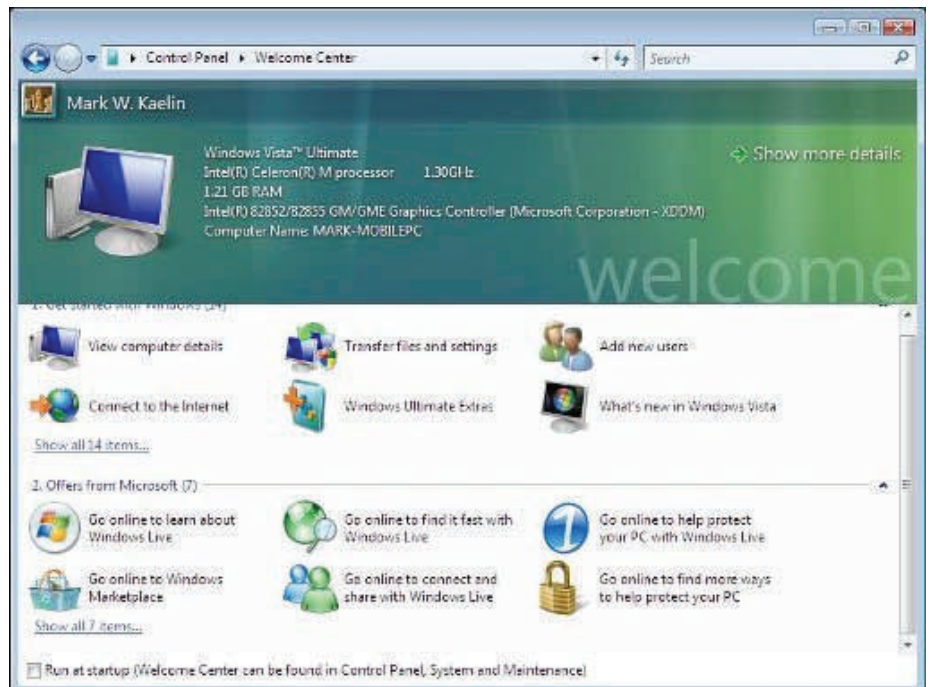 Control Panel ▸ Welcome Center
Search
Mark W. Kaelin
Windows Vista™ Ultimate
Intel(R) Celeron(R) M processor 1.30GHz
1.21 GB RAM
Intel(R) 82852/82855 GM/GME Graphics Controller (Microsoft Corporation - XDDM)
Computer Name: MARK-MOBILEPC
Show more details
welcome
1. Get started with Windows (14)
View computer details
Transfer files and settings
Add new users
Connect to the Internet
Windows Ultimate Extras
What's new in Windows Vista
Show all 14 items...
2. Offers from Microsoft (7)
Go online to learn about
Windows Live
Go online to find it fast with
Windows Live
Go online to help protect
your PC with Windows Live
Go online to Windows
Marketplace
Go online to connect and
share with Windows Live
Go online to find more ways
to help protect your PC
Show all 7 items...
Run at startup (Welcome Center can be found in Control Panel, System and Maintenance)